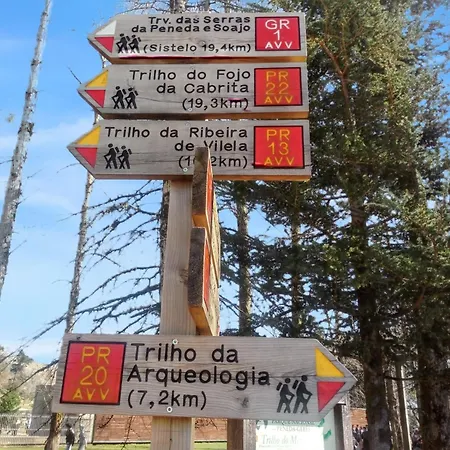 Trv. das Serras
da Peneda e Soajo
(Sistelo 19,4km)
GR
1
AVV
Trilho do Fojo
da Cabrita
(19,3km)
PR
22
AVV
Trilho da Ribeira
de Vilela
2km)
PR
13
AVV
PR
20
AVV
Trilho da
Arqueologia
(7,2km)